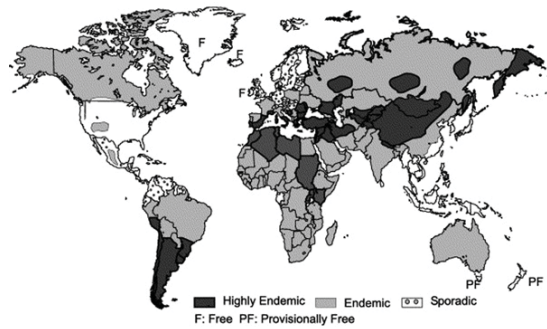 F
F
F
PF
PF
Highly Endemic Endemic Sporadic
F: Free PF: Provisionally Free